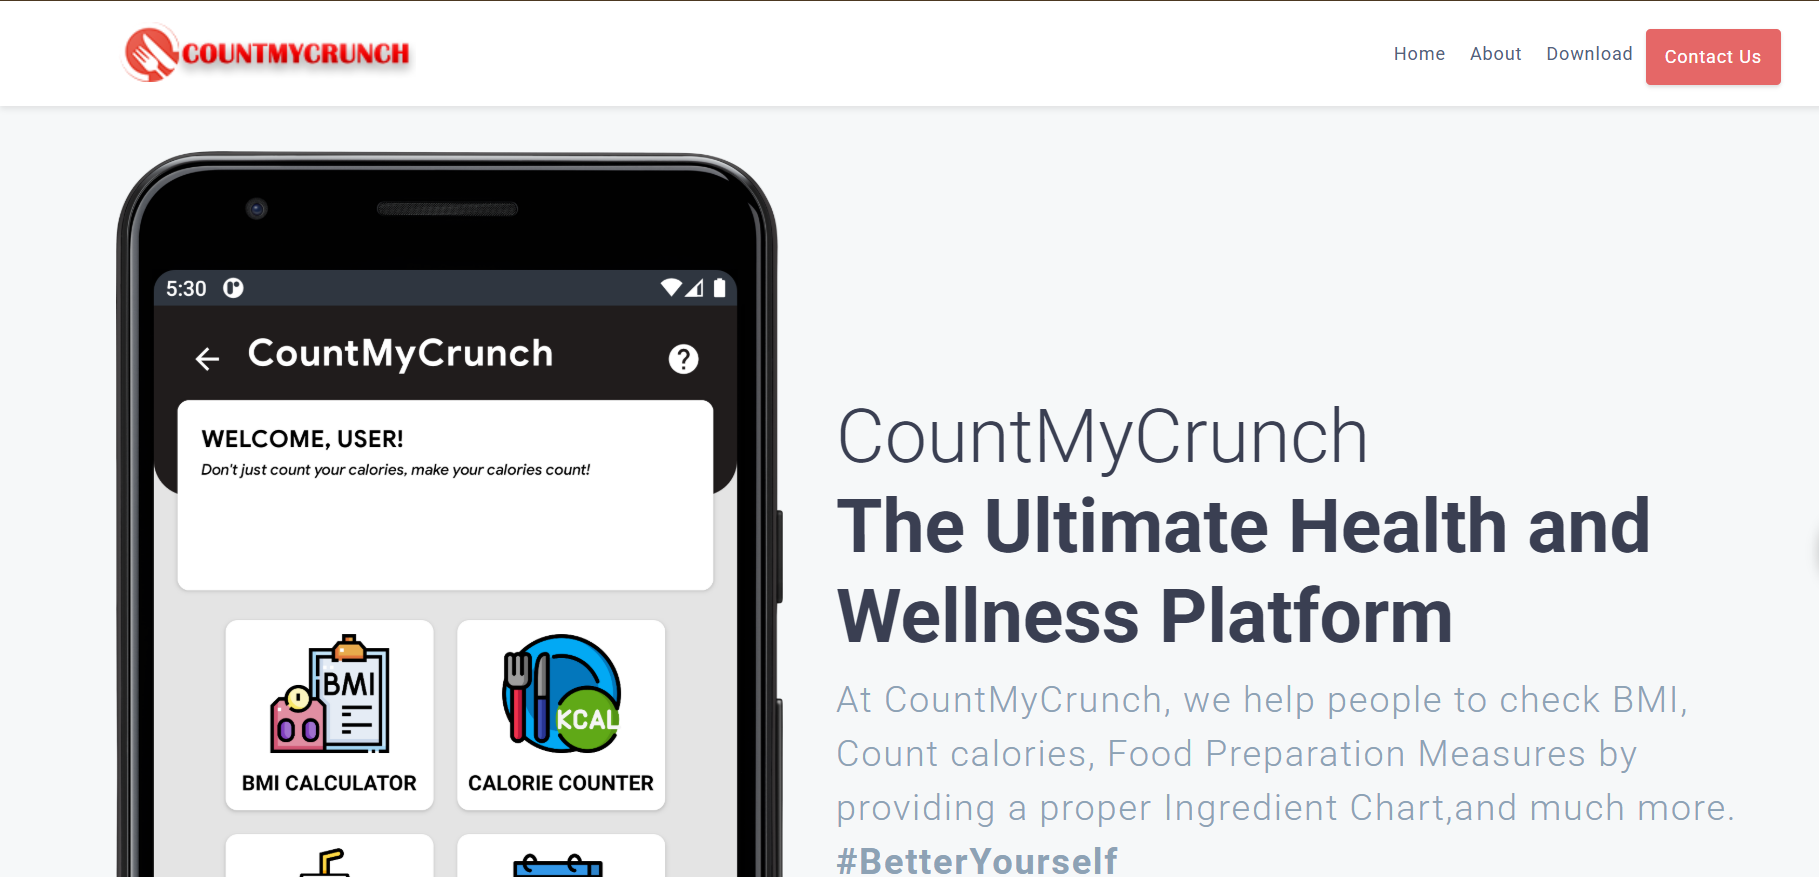 COUNTMYCRUNCH
Home About Download Contact Us
5:30
CountMyCrunch
?
WELCOME, USER!
Don't just count your calories, make your calories count!
BMI
KCAL
BMI CALCULATOR
CALORIE COUNTER
CountMyCrunch
The Ultimate Health and
Wellness Platform
At CountMyCrunch, we help people to check BMI,
Count calories, Food Preparation Measures by
providing a proper Ingredient Chart,and much more.
#BetterYourself